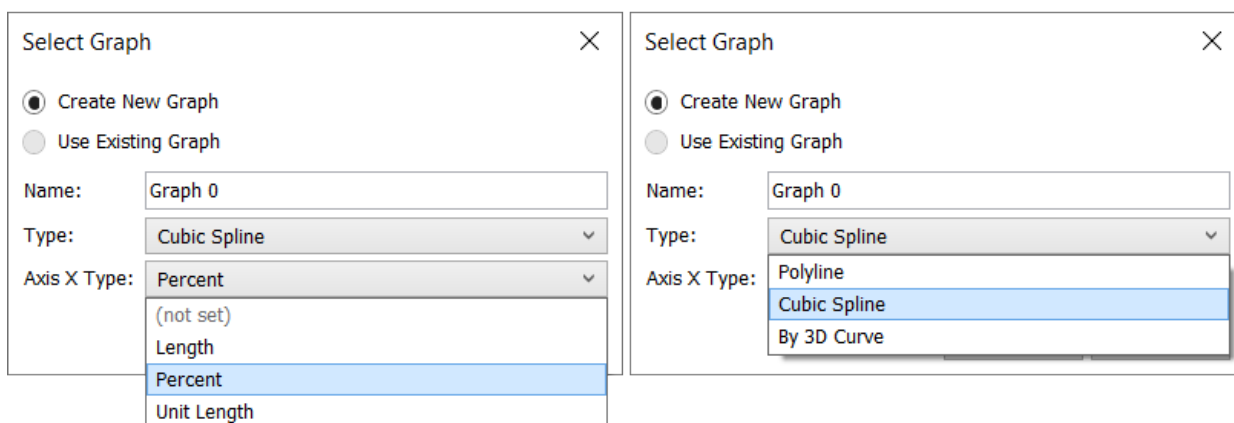 Select Graph
Create New Graph
Use Existing Graph
Name: Graph 0
Type: Cubic Spline
Axis X Type: Percent
(not set)
Length
Percent
Unit Length
Select Graph
Create New Graph
Use Existing Graph
Name: Graph 0
Type: Cubic Spline
Polyline
Axis X Type:
Cubic Spline
By 3D Curve